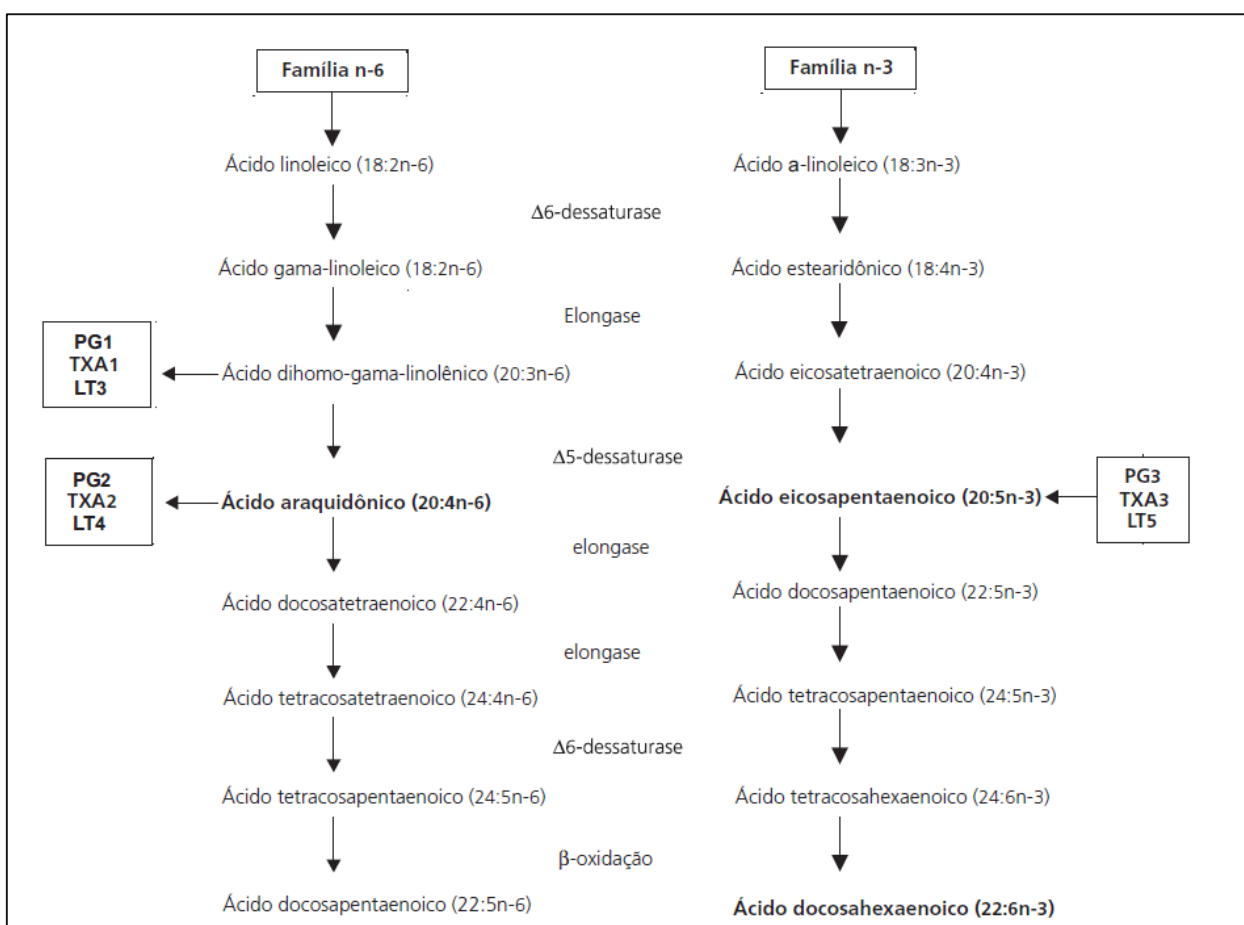 Família n-6
Família n-3
Ácido linoleico (18:2n-6)
Ácido a-linoleico (18:3n-3)
Δ6-dessaturase
Ácido gama-linoleico (18:2n-6)
Ácido estearidônico (18:4n-3)
Elongase
PG1
TXA1
LT3
Ácido dihomo-gama-linolênico (20:3n-6)
Ácido eicosatetraenoico (20:4n-3)
Δ5-dessaturase
PG2
TXA2
LT4
Ácido araquidônico (20:4n-6)
Ácido eicosapentaenoico (20:5n-3)
PG3
TXA3
LT5
elongase
Ácido docosatetraenoico (22:4n-6)
Ácido docosapentaenoico (22:5n-3)
elongase
Ácido tetracosatetraenoico (24:4n-6)
Ácido tetracosapentaenoico (24:5n-3)
Δ6-dessaturase
Ácido tetracosapentaenoico (24:5n-6)
Ácido tetracosahexaenoico (24:6n-3)
β-oxidação
Ácido docosapentaenoico (22:5n-6)
Ácido docosahexaenoico (22:6n-3)